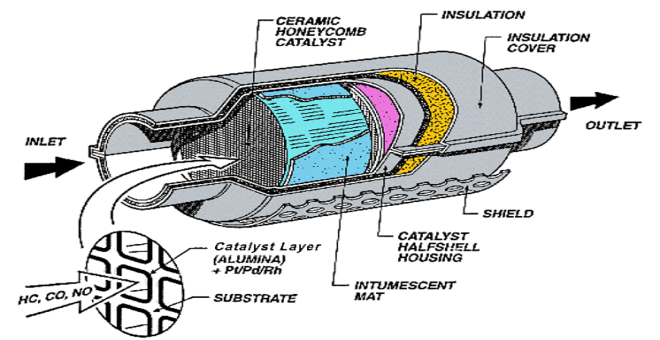 CERAMIC
HONEYCOMB
CATALYST
INSULATION
INSULATION
COVER
INLET
OUTLET
SHIELD
CATALYST
HALFSHELL
HOUSING
INTUMESCENT
MAT
Catalyst Layer
(ALUMINA)
+ Pt/Pd/Rh
SUBSTRATE
HC, CO, NO